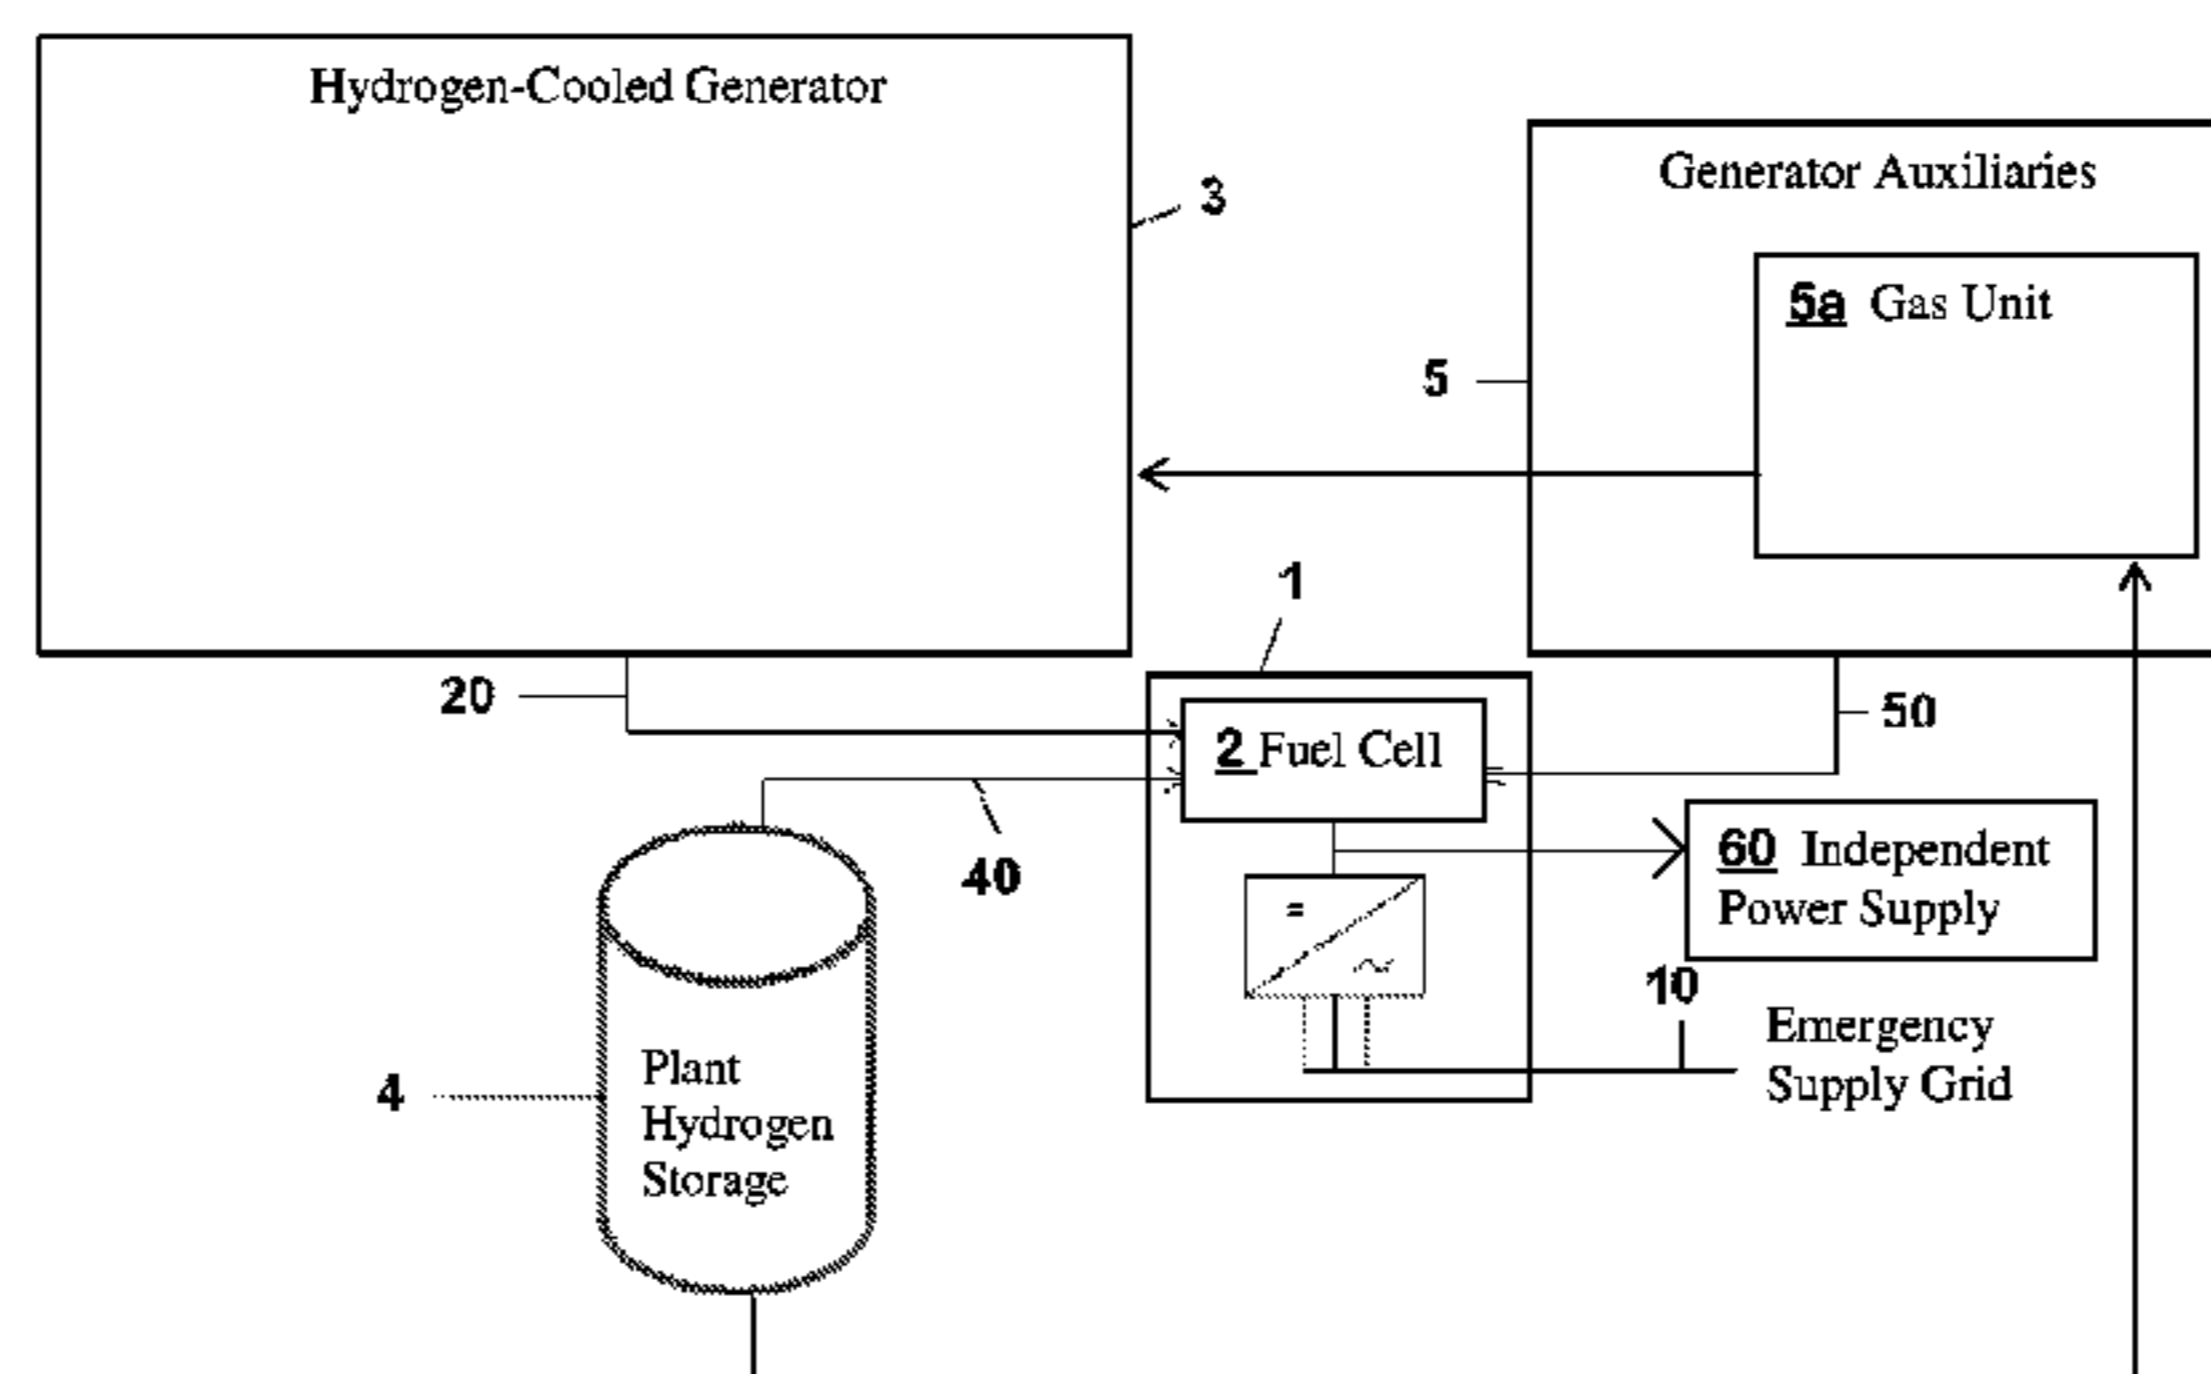 Hydrogen-Cooled Generator
3
Generator Auxiliaries
5a Gas Unit
5
1
20
50
2 Fuel Cell
40
60 Independent
Power Supply
10
Emergency
Supply Grid
=
~
4
Plant
Hydrogen
Storage